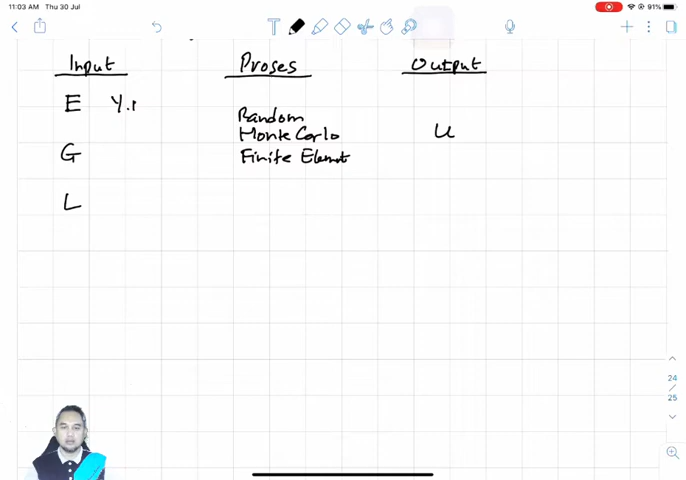 11:03 AM Thu 30 Jul
91%
Input Proses Output
E Y.
Random
Monte Carlo
U
G
Finite Element
L
24
/
25